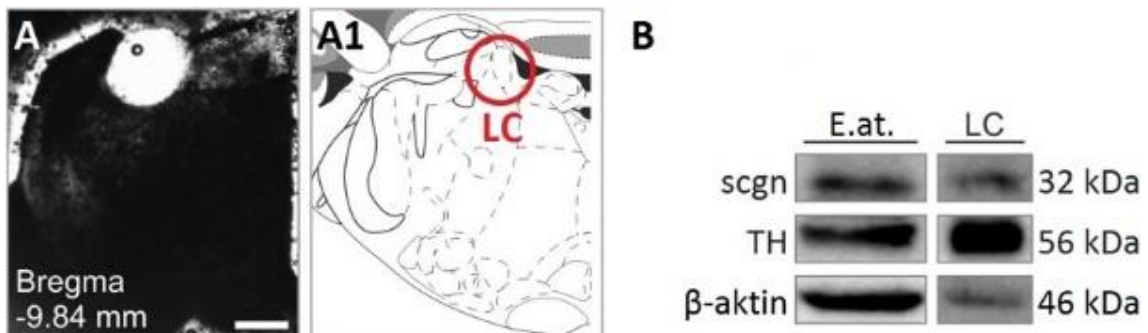 A
Bregma
-9.84 mm
A1
LC
B
E.at. LC
scgn 32 kDa
TH 56 kDa
β-aktin 46 kDa